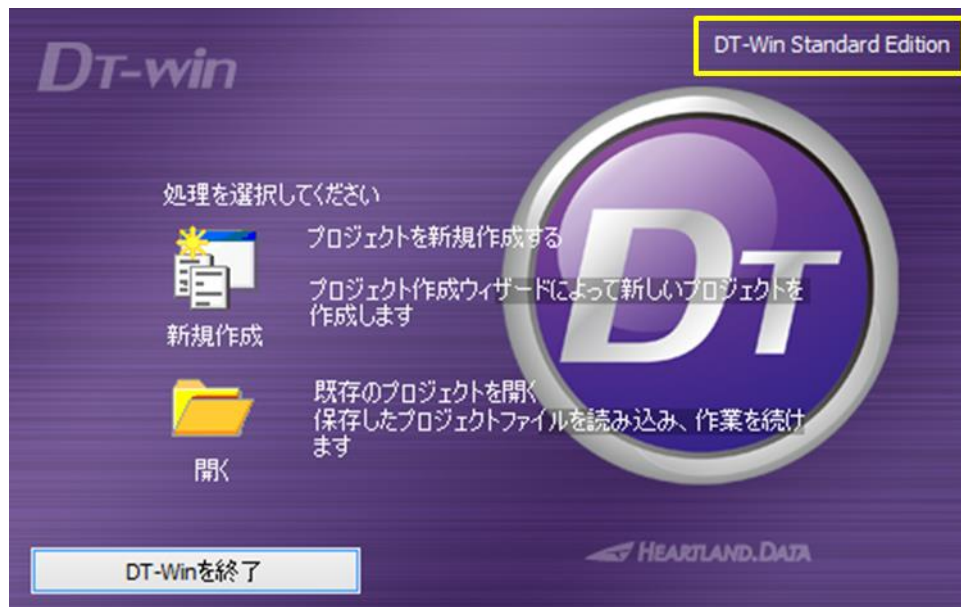 DT-win
DT-Win Standard Edition
処理を選択してください
プロジェクトを新規作成する
プロジェクト作成ウィザードによって新しいプロジェクトを
作成します
新規作成
既存のプロジェクトを開く
保存したプロジェクトファイルを読み込み、作業を続け
ます
開く
DT
HEARTLAND.DATA
DT-Winを終了